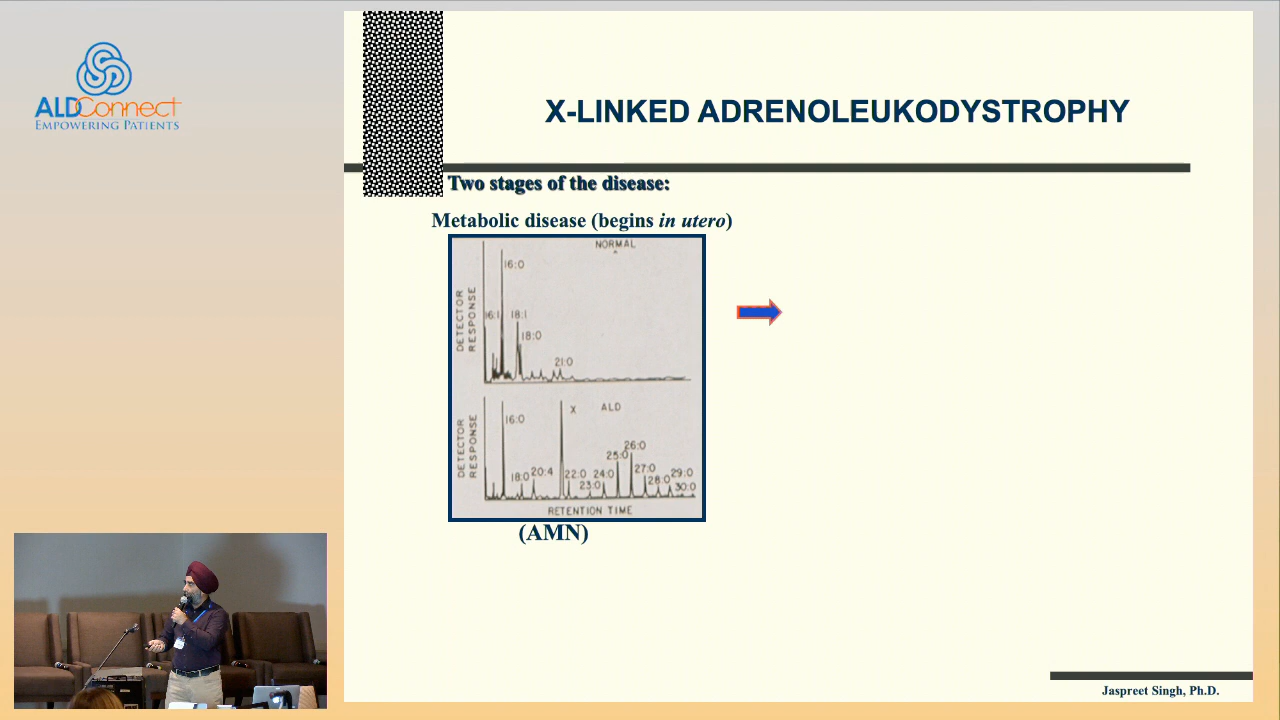 ALDConnect
EMPOWERING PATIENTS
X-LINKED ADRENOLEUKODYSTROPHY
Two stages of the disease:
Metabolic disease (begins in utero)
NORMAL
DETECTOR RESPONSE
16:0
16:1
18:1
18:0
21:0
DETECTOR RESPONSE
X
ALD
16:0
18:0
20:4
22:0
23:0
24:0
25:0
26:0
27:0
28:0
29:0
30:0
RETENTION TIME
(AMN)
Jaspreet Singh, Ph.D.